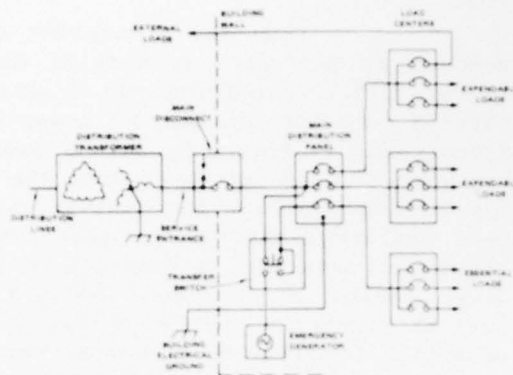 BUILDING
WALL
EXTERNAL
LOADS
LOAD
CENTERS
MAIN
DISCONNECT
EXPENDABLE
LOADS
DISTRIBUTION
TRANSFORMER
MAIN
DISTRIBUTION
PANEL
EXPENDABLE
LOADS
DISTRIBUTION
LINES
SERVICE
ENTRANCE
TRANSFER
SWITCH
ESSENTIAL
LOADS
BUILDING
ELECTRICAL
GROUND
EMERGENCY
GENERATOR